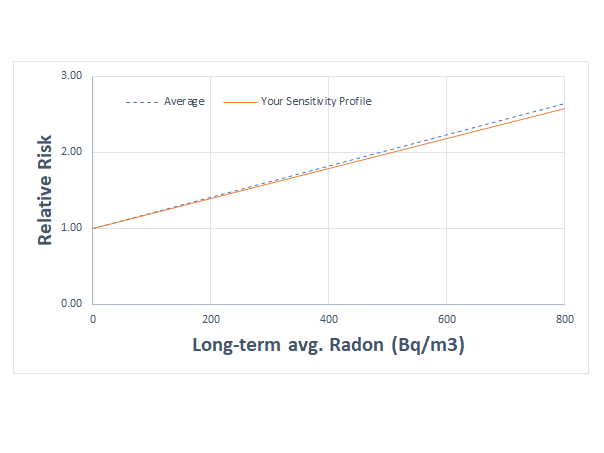 3.00
Average
Your Sensitivity Profile
2.00
Relative Risk
1.00
0.00
0 200 400 600 800
Long-term avg. Radon (Bq/m3)